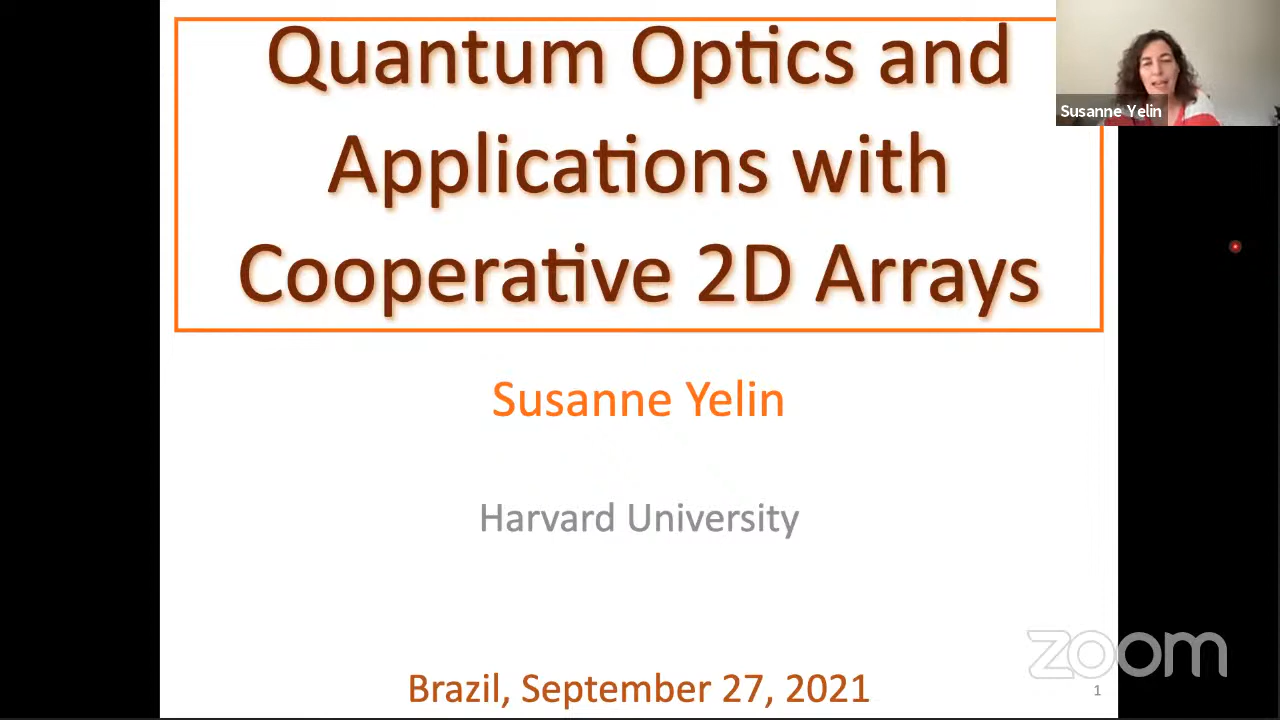 Quantum Optics and
Applications with
Cooperative 2D Arrays
Susanne Yelin
Susanne Yelin
Harvard University
zoom
Brazil, September 27, 2021
1